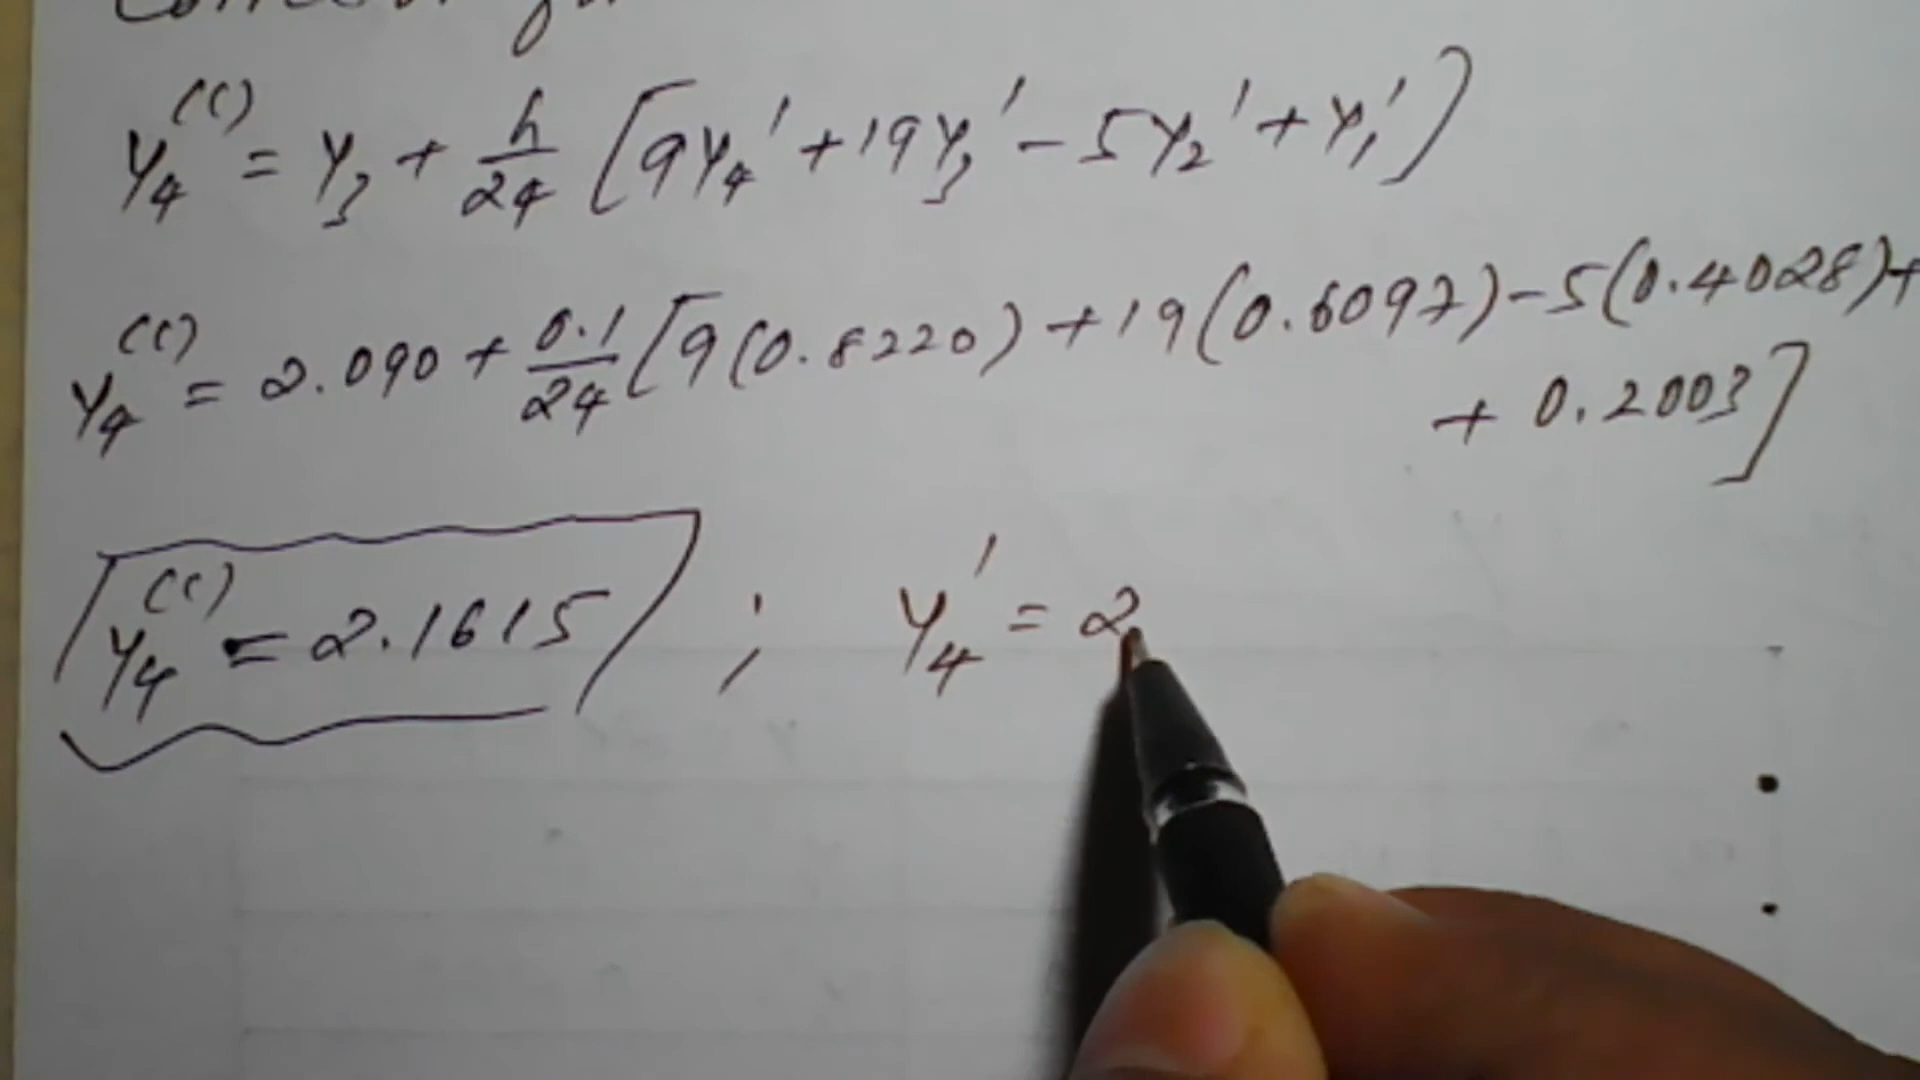 y₄⁽ᶜ⁾ = y₃ + h/24 [9y₄' + 19y₃' - 5y₂' + y₁']
y₄⁽ᶜ⁾ = 2.090 + 0.1/24 [9(0.8220) + 19(0.6097) - 5(0.4028) +
+ 0.2003]
y₄⁽ᶜ⁾ = 2.1615 ; y₄' = 2